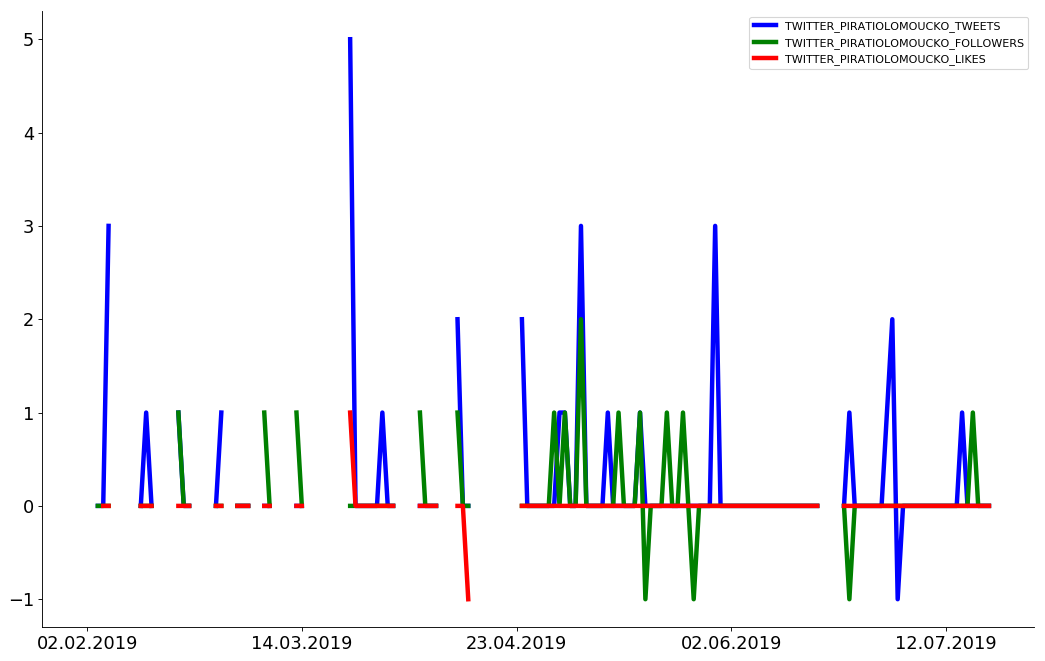 TWITTER_PIRATIOLOMOUCKO_TWEETS
TWITTER_PIRATIOLOMOUCKO_FOLLOWERS
TWITTER_PIRATIOLOMOUCKO_LIKES
5
4
3
2
1
0
−1
02.02.2019 14.03.2019 23.04.2019 02.06.2019 12.07.2019